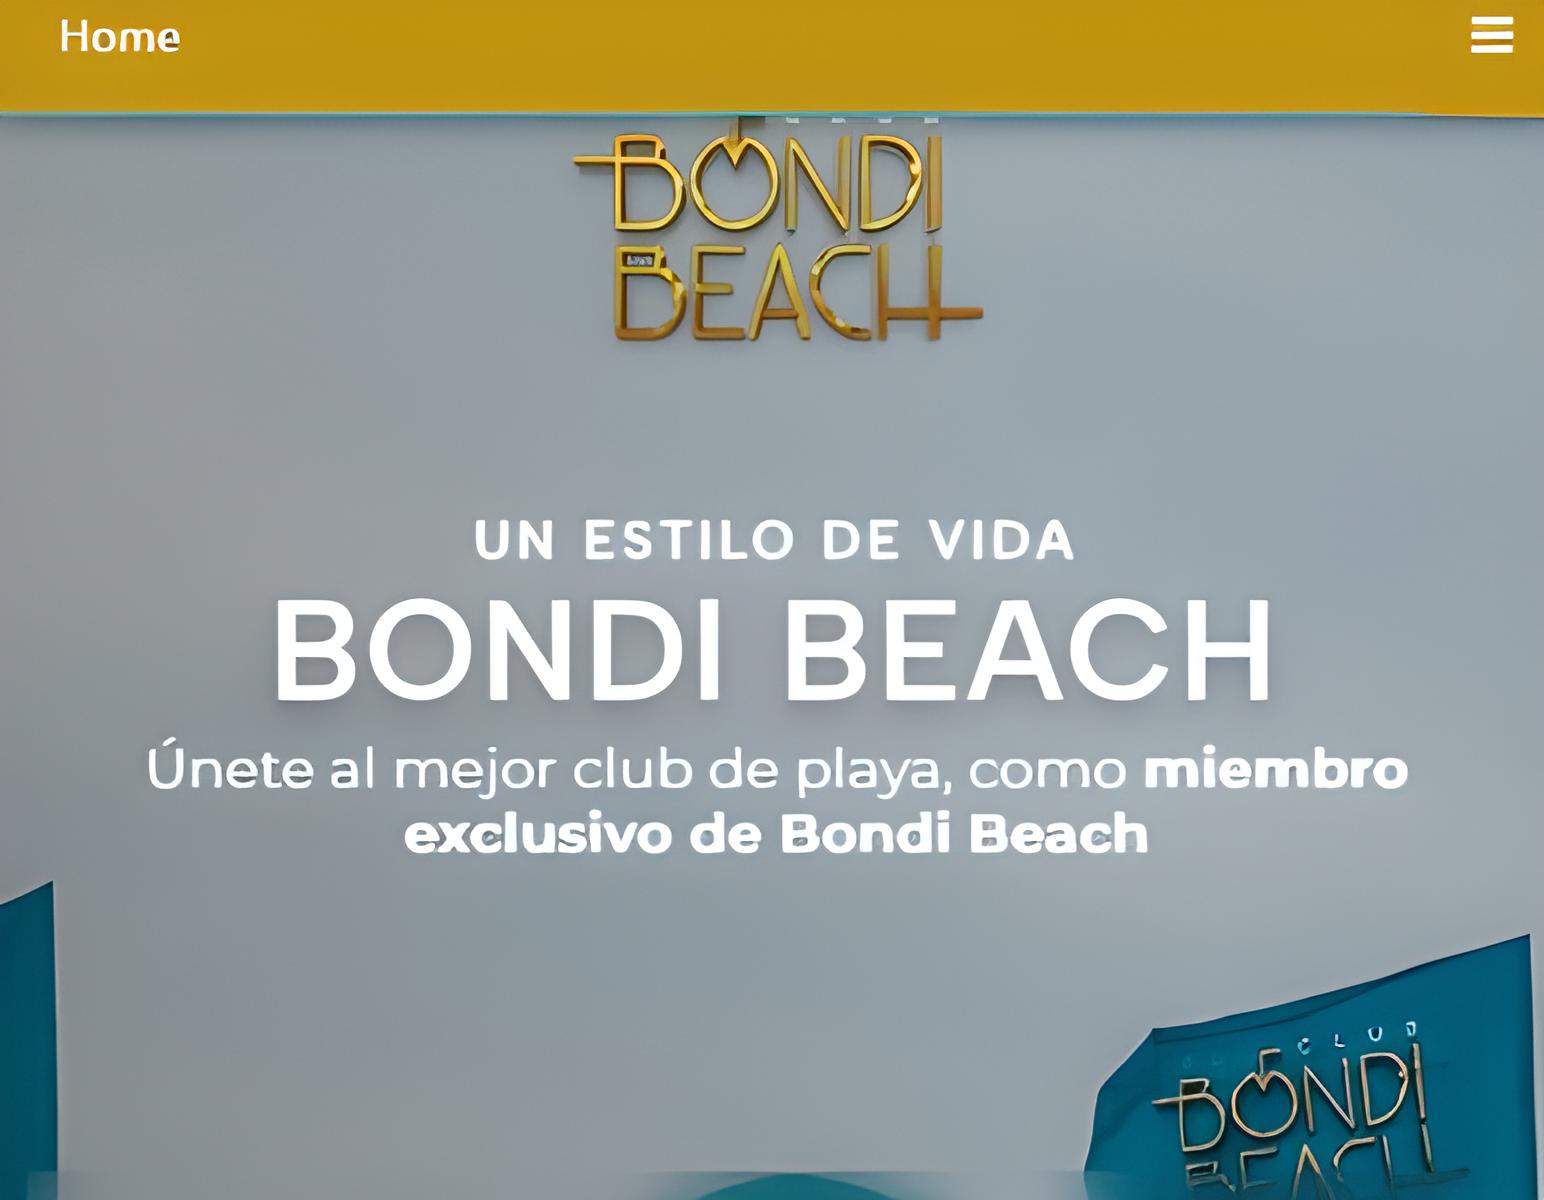 Home
BONDI
BEACH
UN ESTILO DE VIDA
BONDI BEACH
Únete al mejor club de playa, como miembro
exclusivo de Bondi Beach
CLUB
BONDI
BEACH